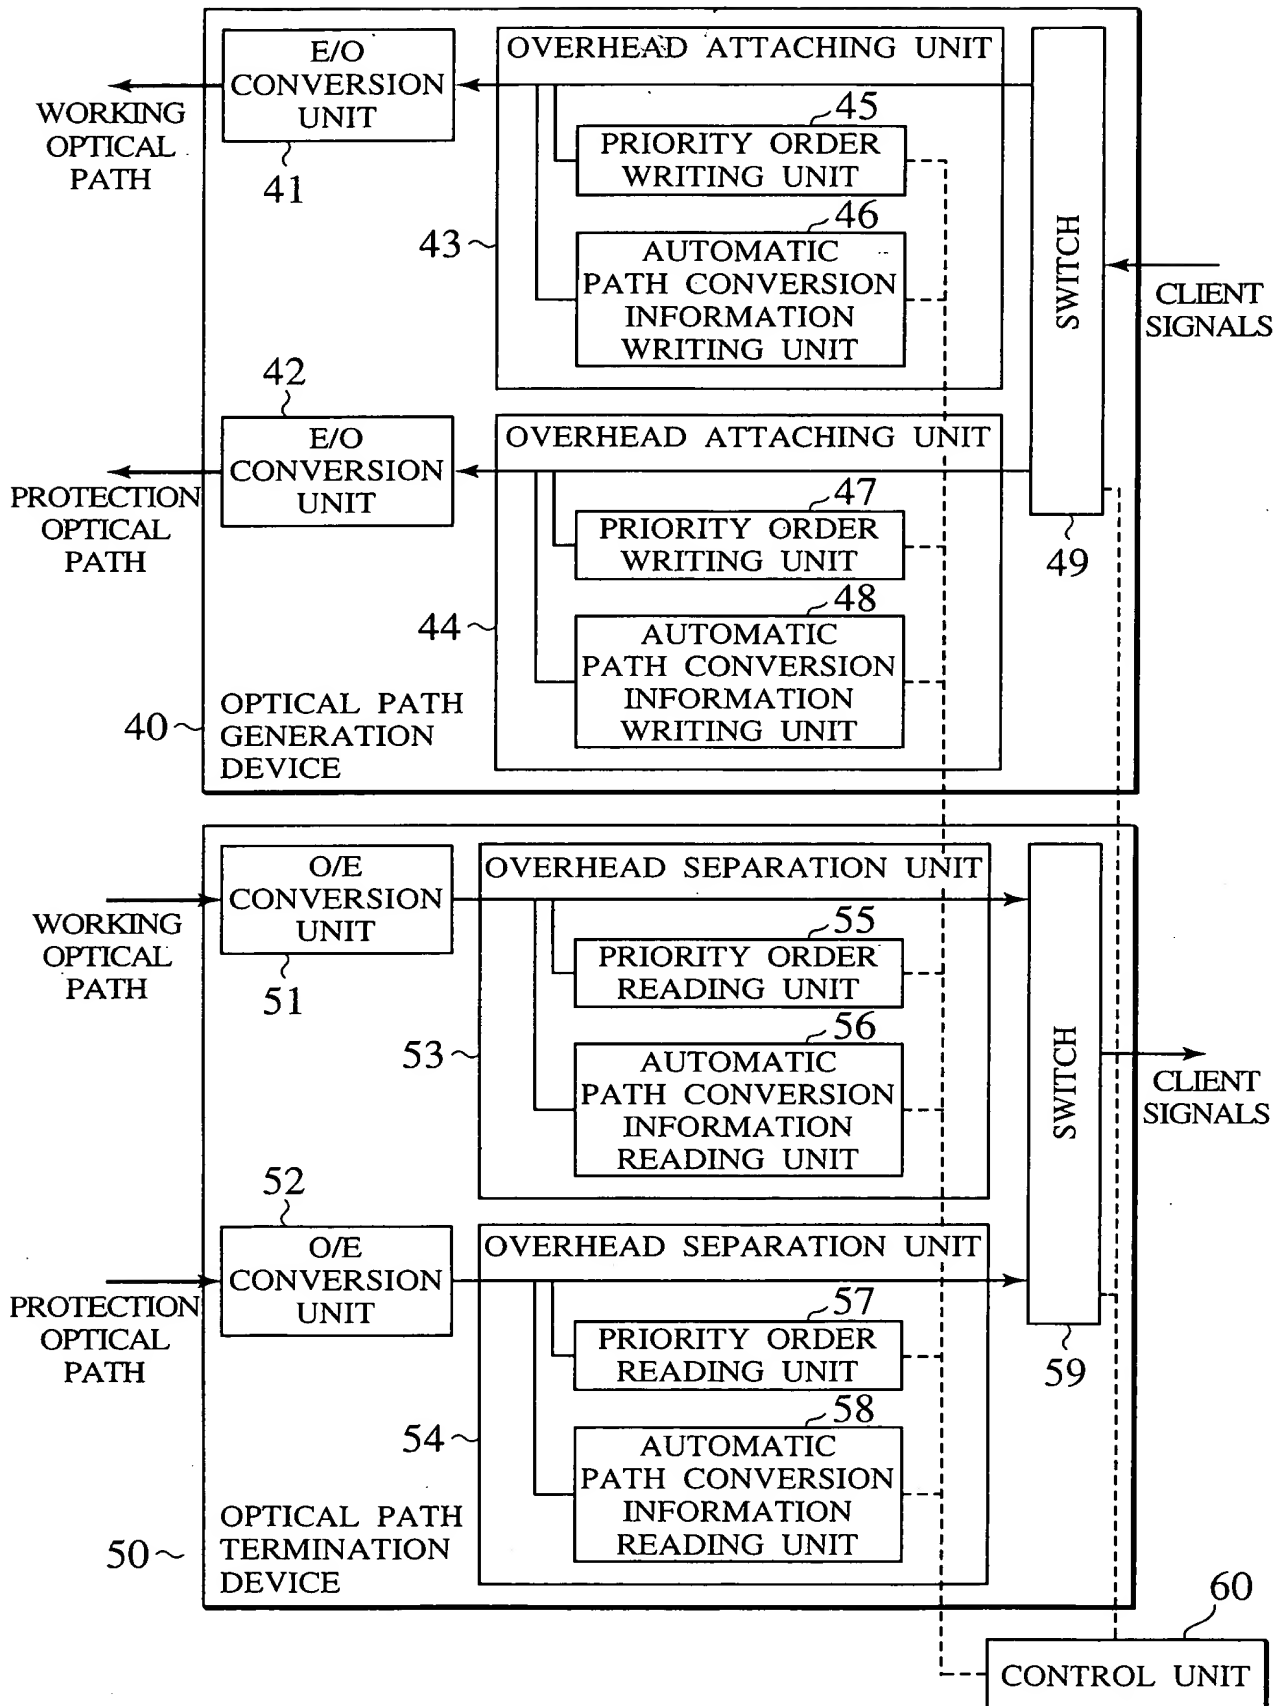 E/O
CONVERSION
UNIT
41
WORKING
OPTICAL
PATH
OVERHEAD ATTACHING UNIT
45
PRIORITY ORDER
WRITING UNIT
46
AUTOMATIC
PATH CONVERSION
INFORMATION
WRITING UNIT
43
SWITCH
CLIENT
SIGNALS
42
E/O
CONVERSION
UNIT
PROTECTION
OPTICAL
PATH
OVERHEAD ATTACHING UNIT
47
PRIORITY ORDER
WRITING UNIT
49
48
AUTOMATIC
PATH CONVERSION
INFORMATION
WRITING UNIT
44
40
OPTICAL PATH
GENERATION
DEVICE
O/E
CONVERSION
UNIT
51
WORKING
OPTICAL
PATH
OVERHEAD SEPARATION UNIT
55
PRIORITY ORDER
READING UNIT
56
AUTOMATIC
PATH CONVERSION
INFORMATION
READING UNIT
53
SWITCH
CLIENT
SIGNALS
52
O/E
CONVERSION
UNIT
PROTECTION
OPTICAL
PATH
OVERHEAD SEPARATION UNIT
57
PRIORITY ORDER
READING UNIT
59
58
AUTOMATIC
PATH CONVERSION
INFORMATION
READING UNIT
54
50
OPTICAL PATH
TERMINATION
DEVICE
60
CONTROL UNIT